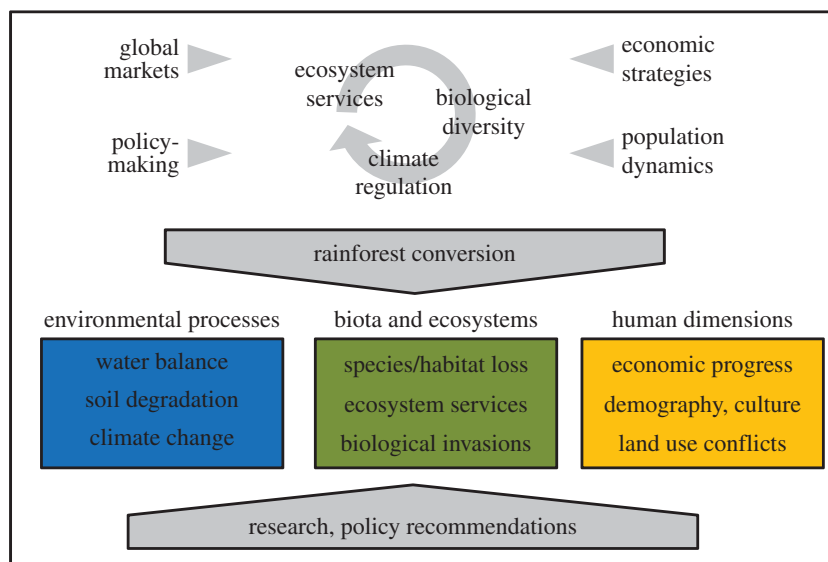 global
markets
economic
strategies
ecosystem
services
biological
diversity
policy-
making
climate
regulation
population
dynamics
rainforest conversion
environmental processes
biota and ecosystems
human dimensions
water balance
soil degradation
climate change
species/habitat loss
ecosystem services
biological invasions
economic progress
demography, culture
land use conflicts
research, policy recommendations